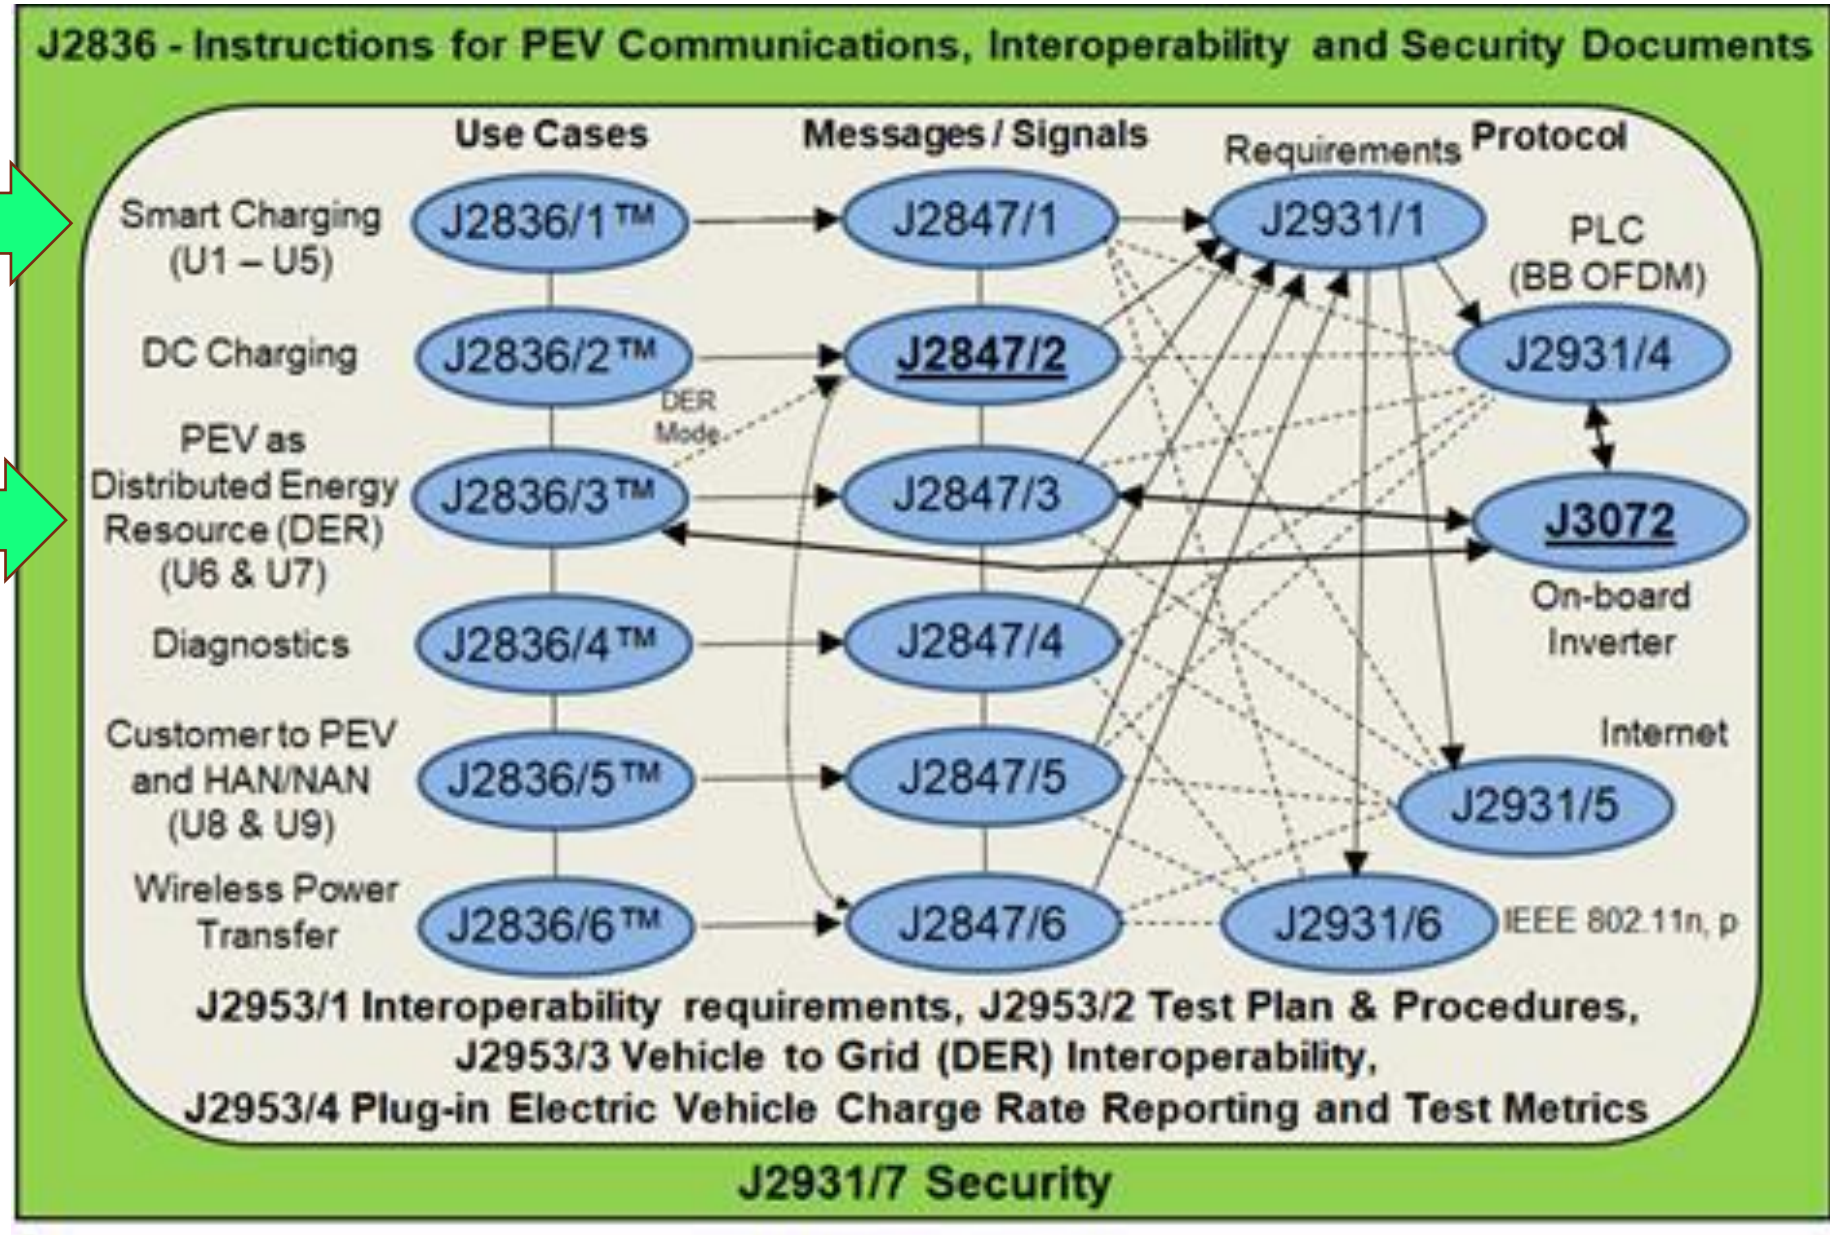 J2836 - Instructions for PEV Communications, Interoperability and Security Documents
Use Cases
Messages / Signals
Requirements
Protocol
Smart Charging
(U1 – U5)
J2836/1™
J2847/1
J2931/1
PLC
(BB OFDM)
DC Charging
J2836/2™
J2847/2
J2931/4
DER
Mode
PEV as
Distributed Energy
Resource (DER)
(U6 & U7)
J2836/3™
J2847/3
J3072
On-board
Inverter
Diagnostics
J2836/4™
J2847/4
Customer to PEV
and HAN/NAN
(U8 & U9)
J2836/5™
J2847/5
Internet
J2931/5
Wireless Power
Transfer
J2836/6™
J2847/6
J2931/6
IEEE 802.11n, p
J2953/1 Interoperability requirements, J2953/2 Test Plan & Procedures,
J2953/3 Vehicle to Grid (DER) Interoperability,
J2953/4 Plug-in Electric Vehicle Charge Rate Reporting and Test Metrics
J2931/7 Security